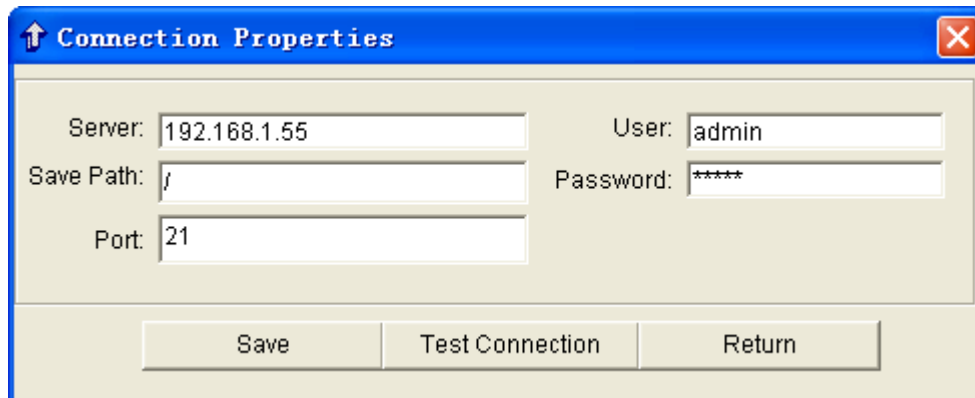 Connection Properties
Server: 192.168.1.55 User: admin
Save Path: / Password: *****
Port: 21
Save Test Connection Return